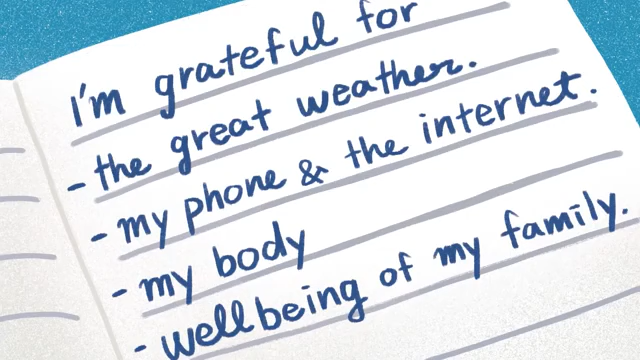 I'm grateful for
- the great weather.
- my phone & the internet.
- my body
- wellbeing of my family.